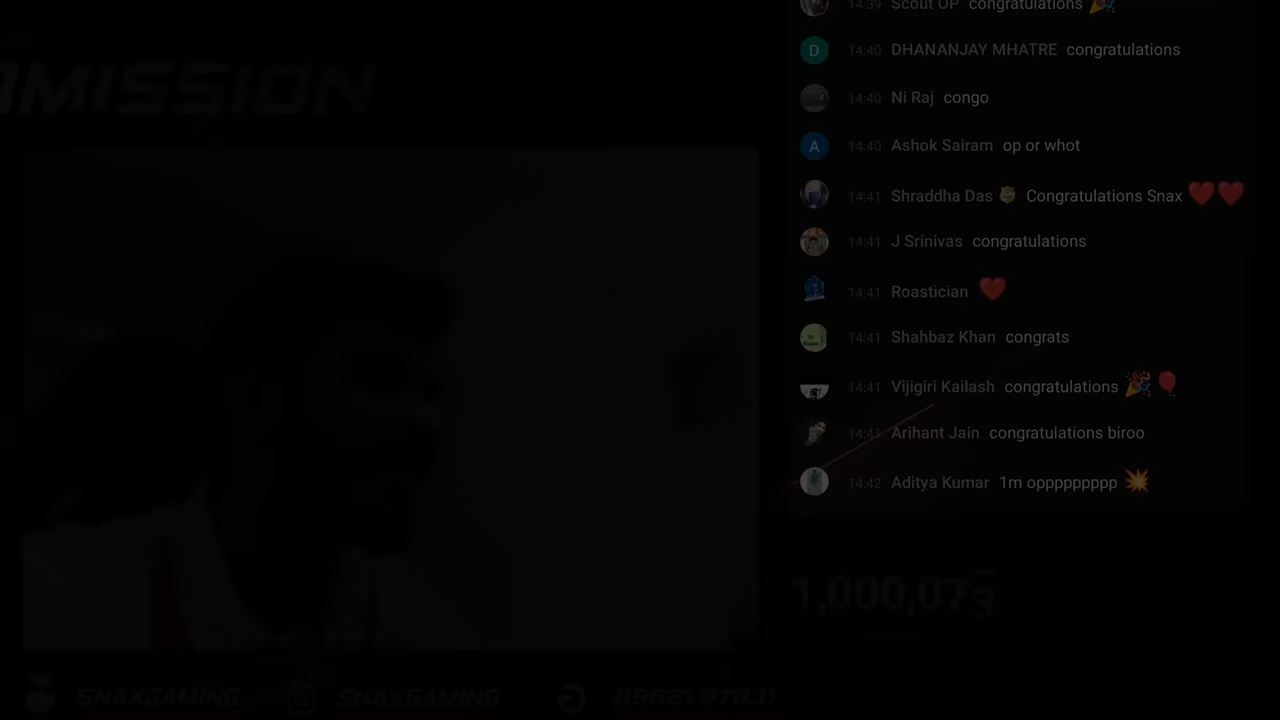 MISSION
14:39 Scout OP congratulations 🎉
14:40 DHANANJAY MHATRE congratulations
14:40 Ni Raj congo
14:40 Ashok Sairam op or whot
14:41 Shraddha Das Congratulations Snax ❤️❤️
14:41 J Srinivas congratulations
14:41 Roastician ❤️
14:41 Shahbaz Khan congrats
14:41 Vijigiri Kailash congratulations 🎉🎈
14:41 Arihant Jain congratulations biroo
14:42 Aditya Kumar 1m opppppppp 💥
1,000,073
SNAXGAMING SNAXGAMING